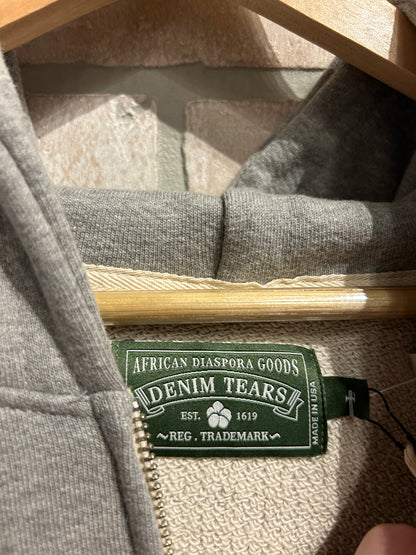 AFRICAN DIASPORA GOODS
DENIM TEARS
EST. 1619
~REG. TRADEMARK~
MADE IN USA